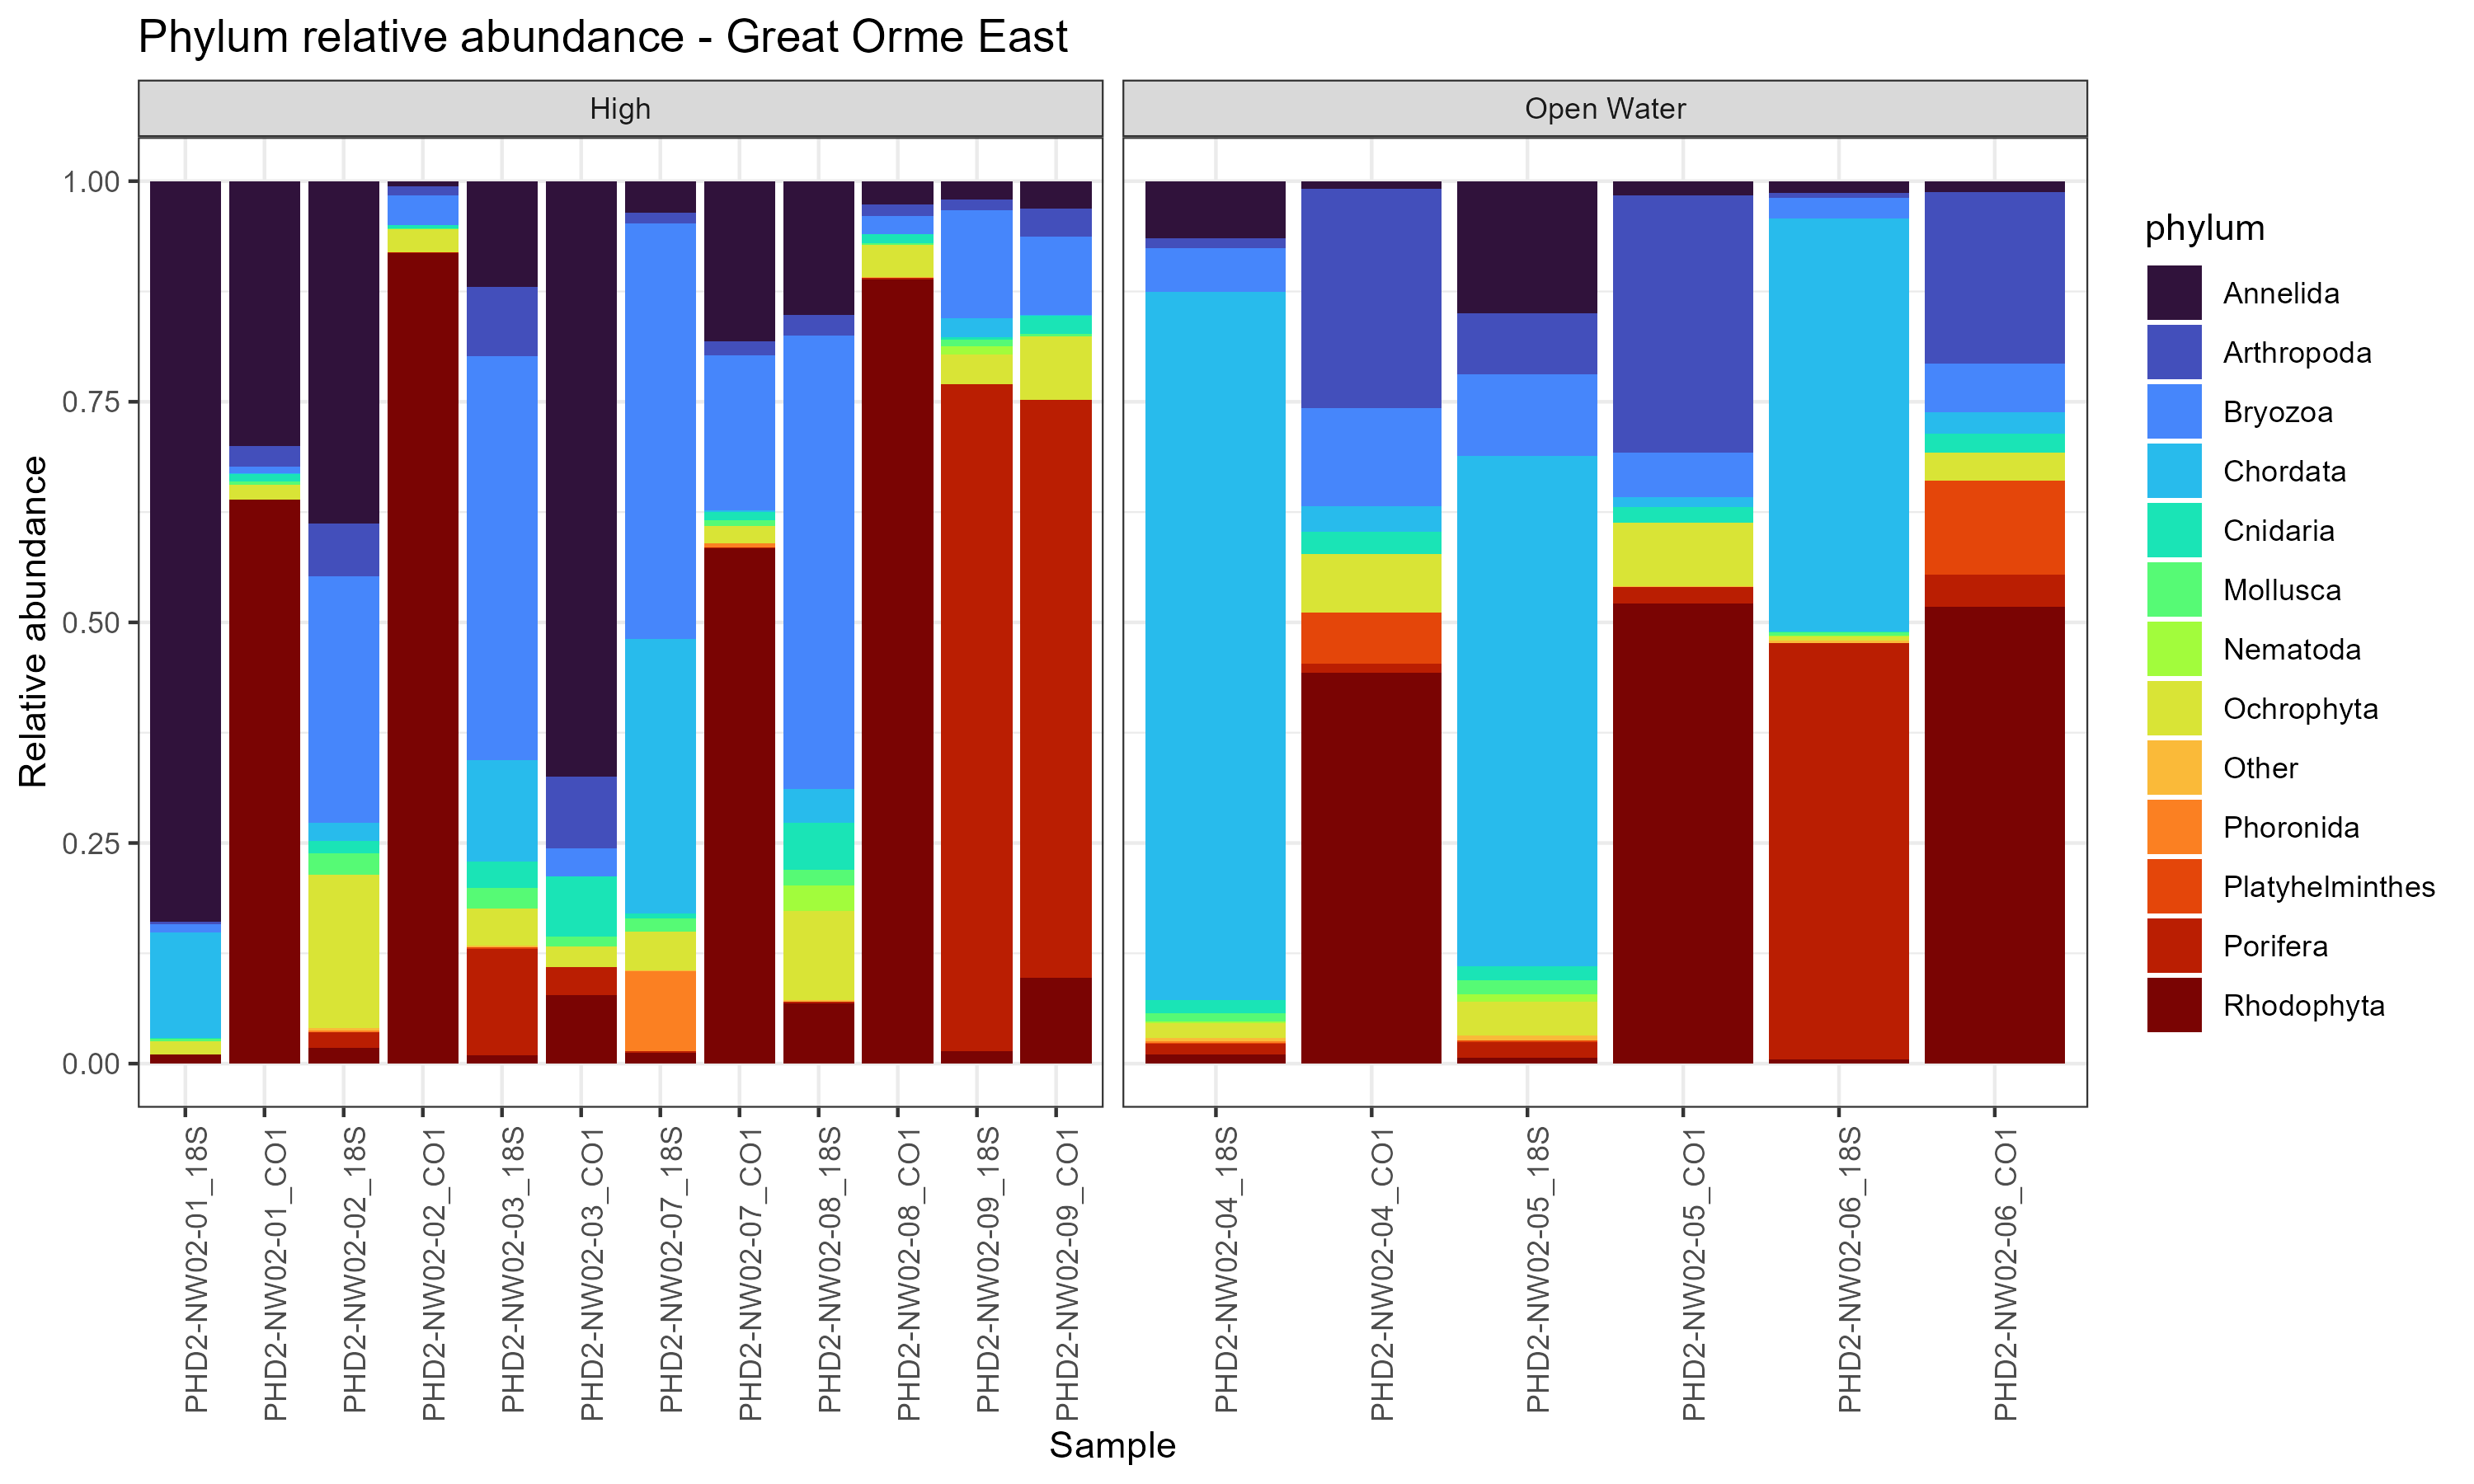 Phylum relative abundance - Great Orme East
High
Open Water
Relative abundance
1.00
0.75
0.50
0.25
0.00
PHD2-NW02-01_18S
PHD2-NW02-01_CO1
PHD2-NW02-02_18S
PHD2-NW02-02_CO1
PHD2-NW02-03_18S
PHD2-NW02-03_CO1
PHD2-NW02-07_18S
PHD2-NW02-07_CO1
PHD2-NW02-08_18S
PHD2-NW02-08_CO1
PHD2-NW02-09_18S
PHD2-NW02-09_CO1
PHD2-NW02-04_18S
PHD2-NW02-04_CO1
PHD2-NW02-05_18S
PHD2-NW02-05_CO1
PHD2-NW02-06_18S
PHD2-NW02-06_CO1
Sample
phylum
Annelida
Arthropoda
Bryozoa
Chordata
Cnidaria
Mollusca
Nematoda
Ochrophyta
Other
Phoronida
Platyhelminthes
Porifera
Rhodophyta